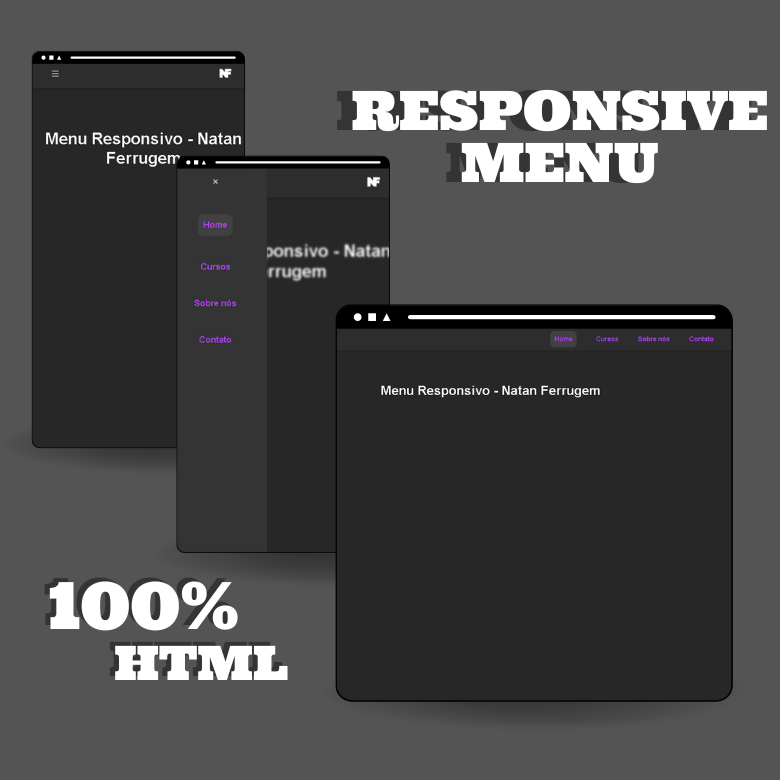 NF
Menu Responsivo - Natan
Ferrugem
RESPONSIVE
MENU
NF
Home
ponsivo - Natan
rrugem
Cursos
Sobre nós
Contato
Home Cursos Sobre nós Contato
Menu Responsivo - Natan Ferrugem
100%
HTML